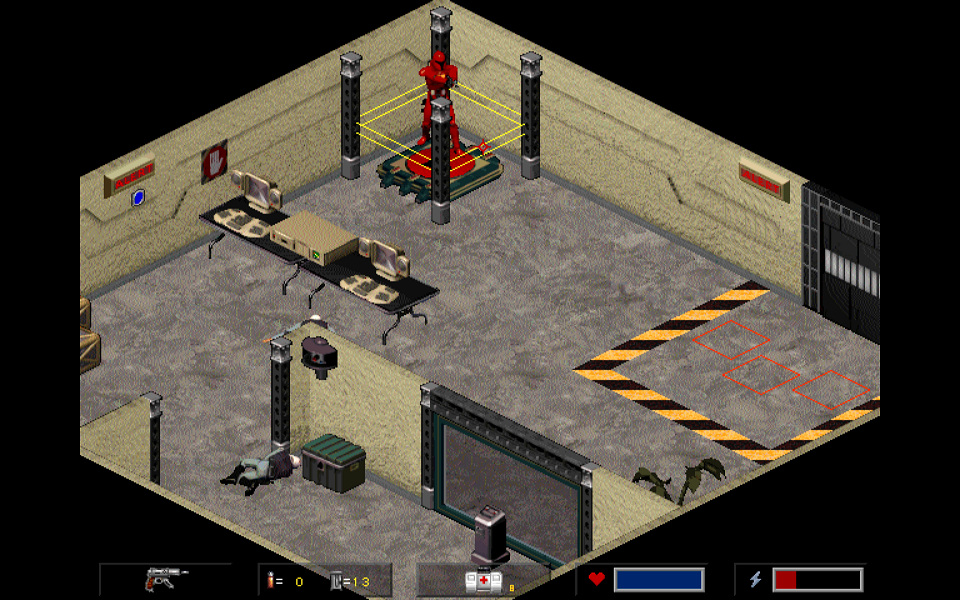 = 0 =13 8